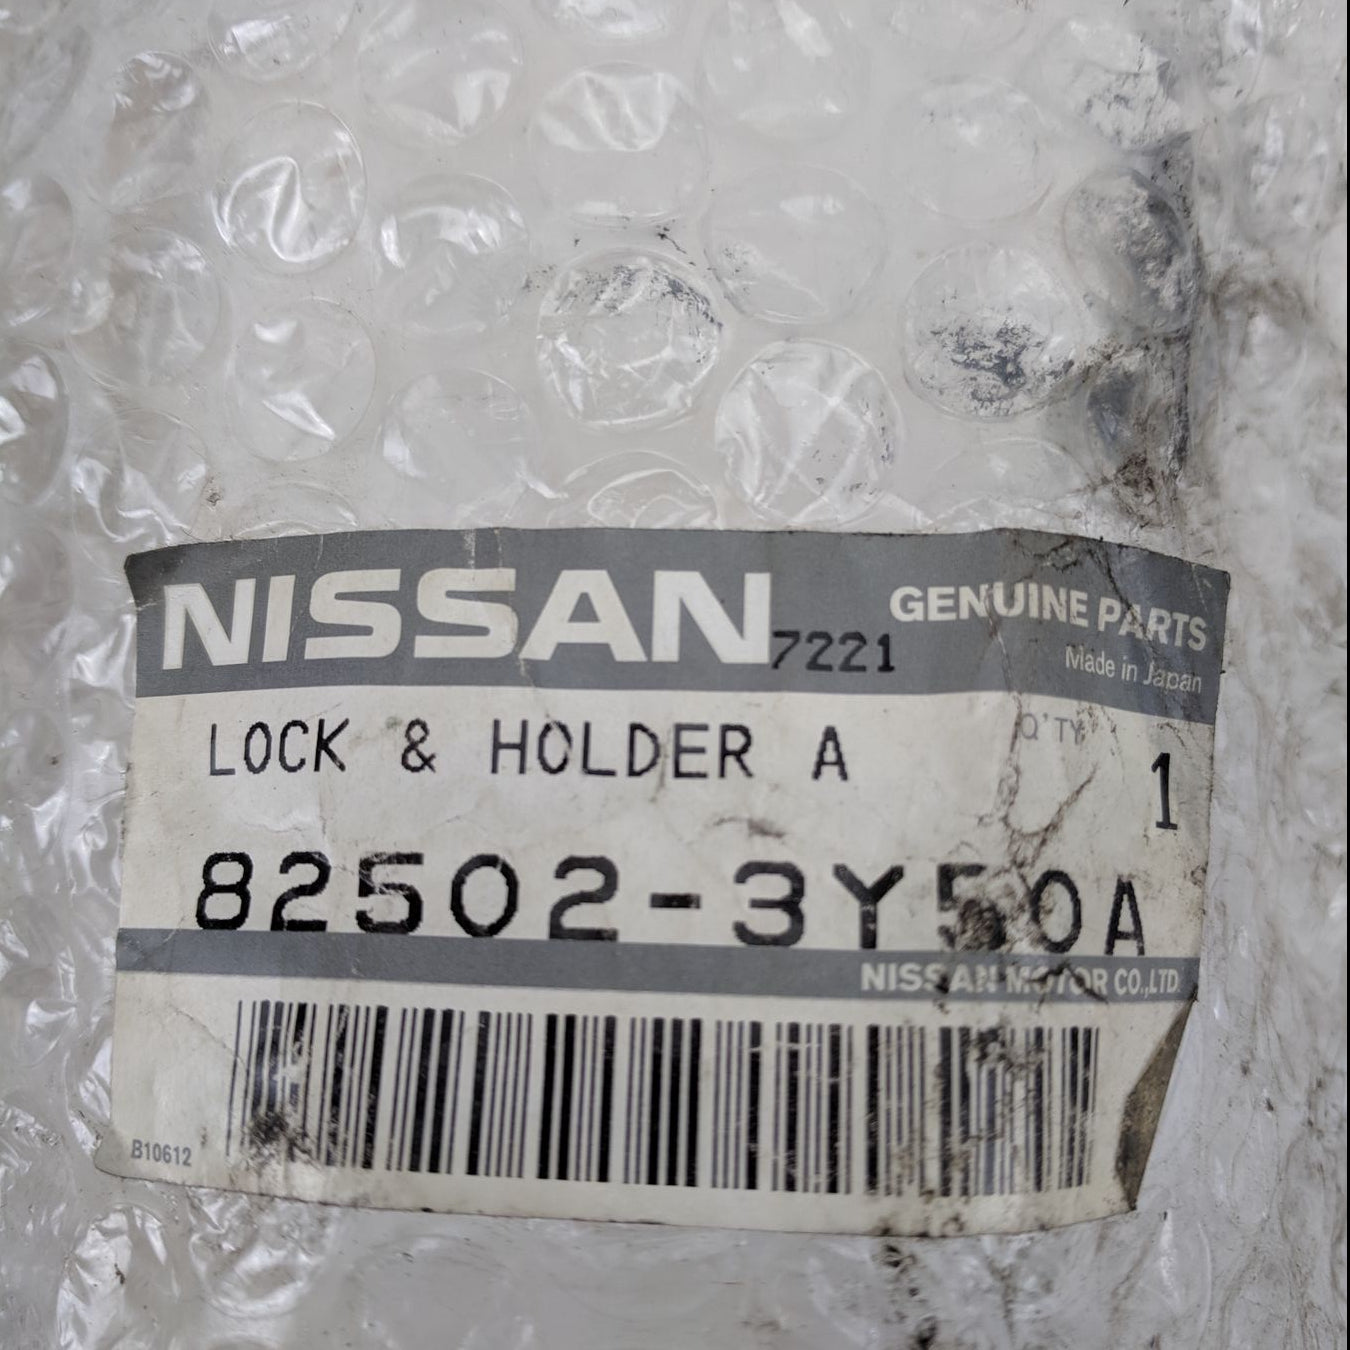 NISSAN 7221 GENUINE PARTS
Made in Japan
LOCK & HOLDER A
Q'TY
1
82502-3Y50A
NISSAN MOTOR CO.,LTD.
B10612